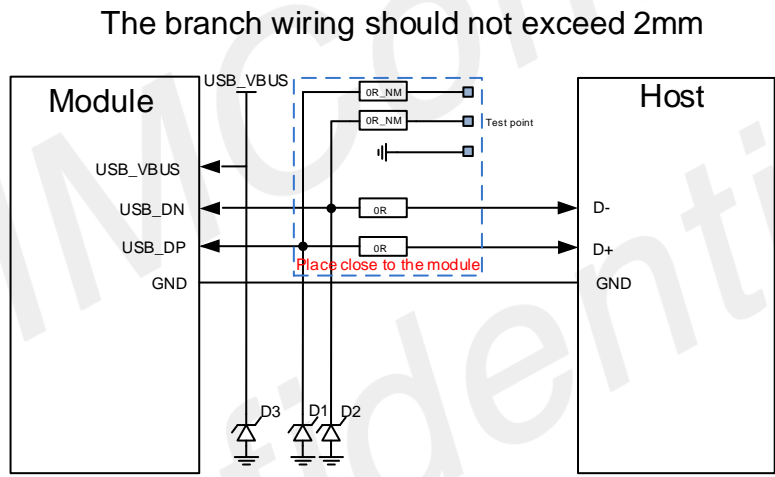 The branch wiring should not exceed 2mm
Module
USB_VBUS
0R_NM
Host
0R_NM
Test point
USB_VBUS
USB_DN
0R
D-
USB_DP
0R
D+
Place close to the module
GND
GND
D3
D1
D2